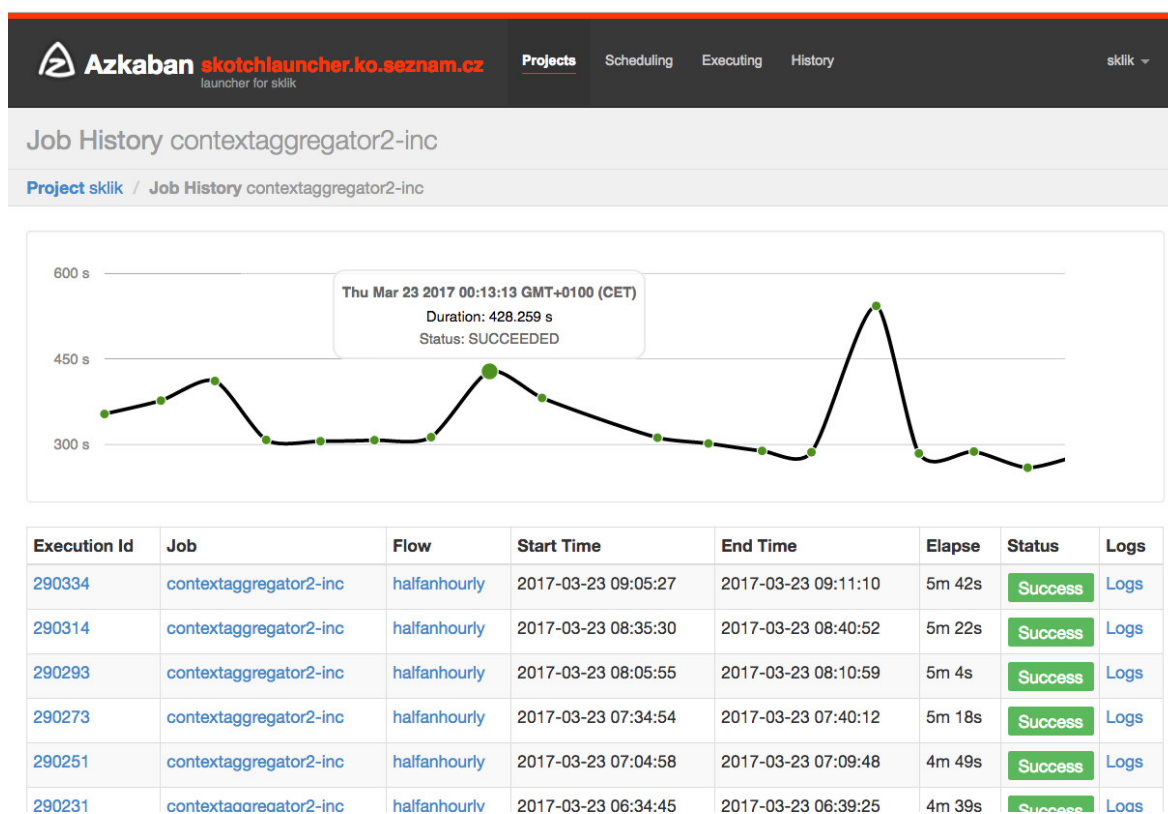 Azkaban skotchlauncher.ko.seznam.cz Projects Scheduling Executing History sklik
launcher for sklik
Job History contextaggregator2-inc
Project sklik / Job History contextaggregator2-inc
600 s
Thu Mar 23 2017 00:13:13 GMT+0100 (CET)
Duration: 428.259 s
Status: SUCCEEDED
450 s
300 s
Execution Id Job Flow Start Time End Time Elapse Status Logs
290334 contextaggregator2-inc halfanhourly 2017-03-23 09:05:27 2017-03-23 09:11:10 5m 42s Success Logs
290314 contextaggregator2-inc halfanhourly 2017-03-23 08:35:30 2017-03-23 08:40:52 5m 22s Success Logs
290293 contextaggregator2-inc halfanhourly 2017-03-23 08:05:55 2017-03-23 08:10:59 5m 4s Success Logs
290273 contextaggregator2-inc halfanhourly 2017-03-23 07:34:54 2017-03-23 07:40:12 5m 18s Success Logs
290251 contextaggregator2-inc halfanhourly 2017-03-23 07:04:58 2017-03-23 07:09:48 4m 49s Success Logs
290231 contextaggregator2-inc halfanhourly 2017-03-23 06:34:45 2017-03-23 06:39:25 4m 39s Success Logs